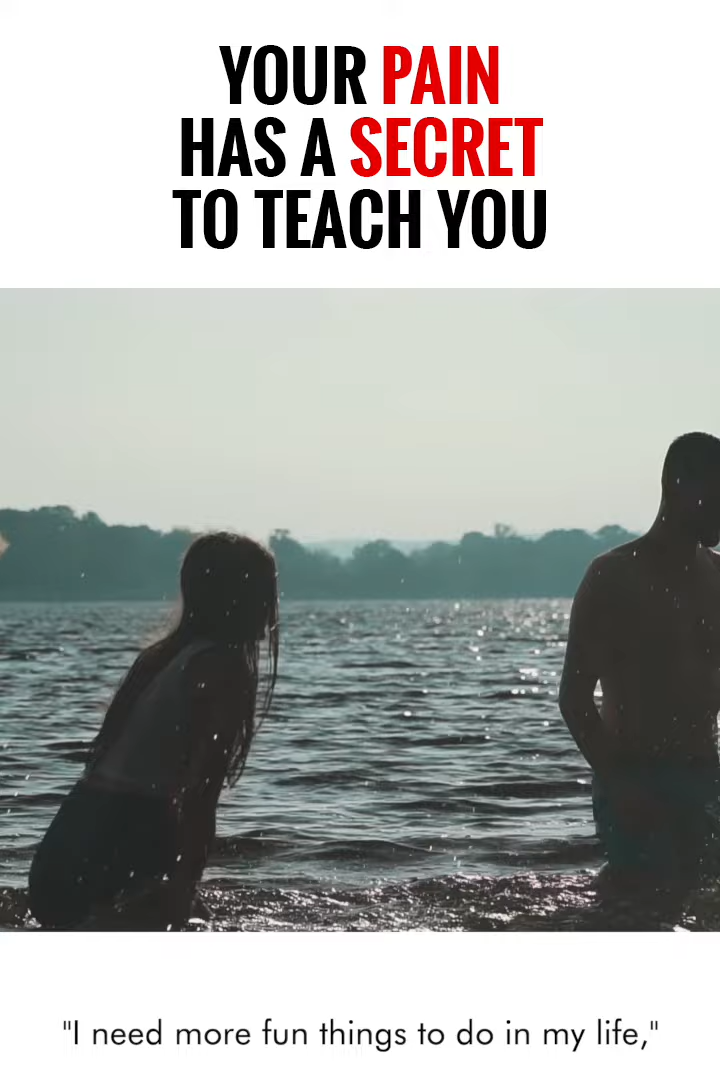 YOUR PAIN
HAS A SECRET
TO TEACH YOU
"I need more fun things to do in my life,"